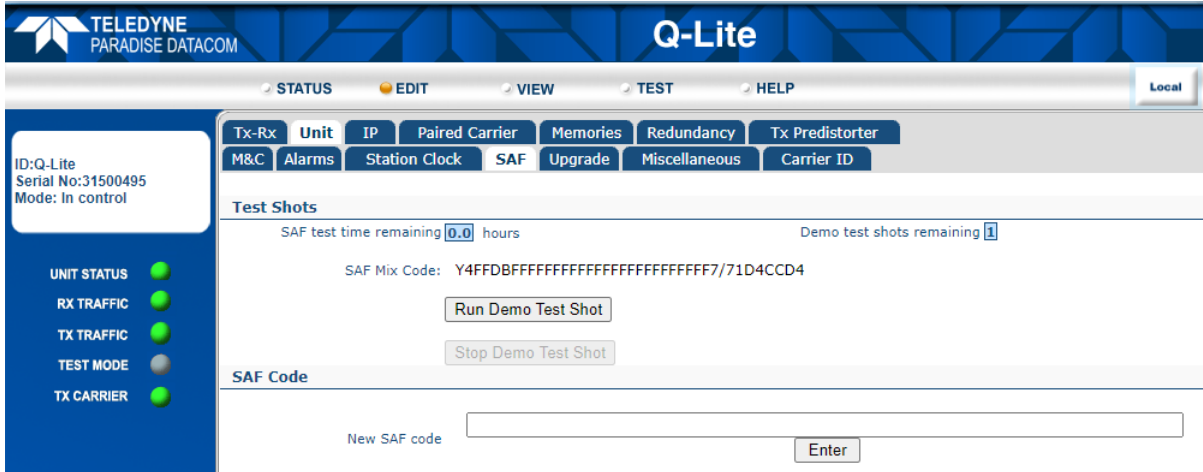 TELEDYNE
PARADISE DATACOM
Q-Lite
STATUS EDIT VIEW TEST HELP Local
Tx-Rx Unit IP Paired Carrier Memories Redundancy Tx Predistorter
M&C Alarms Station Clock SAF Upgrade Miscellaneous Carrier ID
ID:Q-Lite
Serial No:31500495
Mode: In control
UNIT STATUS
RX TRAFFIC
TX TRAFFIC
TEST MODE
TX CARRIER
Test Shots
SAF test time remaining 0.0 hours Demo test shots remaining 1
SAF Mix Code: Y4FFDBFFFFFFFFFFFFFFFFFFFFFFFF7/71D4CCD4
Run Demo Test Shot
Stop Demo Test Shot
SAF Code
New SAF code
Enter